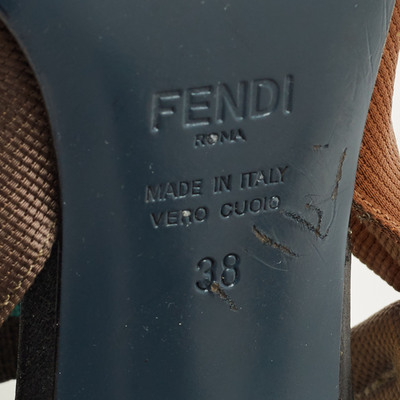 FENDI
ROMA
MADE IN ITALY
VERO CUOIO
38